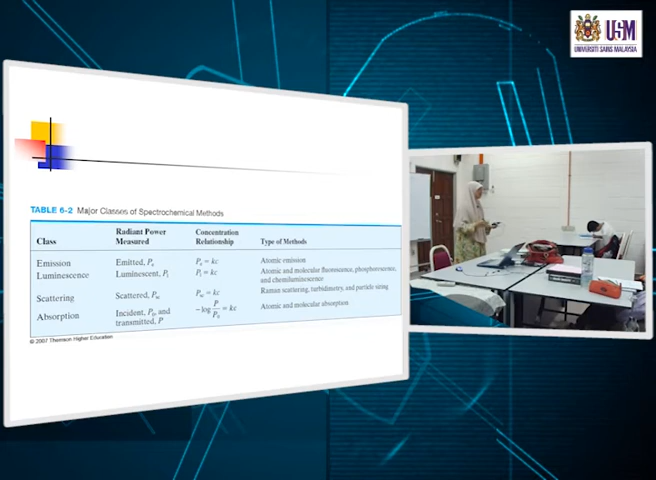 USM
UNIVERSITI SAINS MALAYSIA
TABLE 6-2 Major Classes of Spectrochemical Methods
Class Radiant Power Measured Concentration Relationship Type of Methods
Emission Emitted, Pₑ Pₑ = kc Atomic emission
Luminescence Luminescent, Pₗ Pₗ = kc Atomic and molecular fluorescence, phosphorescence, and chemiluminescence
Scattering Scattered, Pₛc Pₛc = kc Raman scattering, turbidimetry, and particle sizing
Absorption Incident, P₀, and transmitted, P −log P/P₀ = kc Atomic and molecular absorption
© 2007 Thomson Higher Education